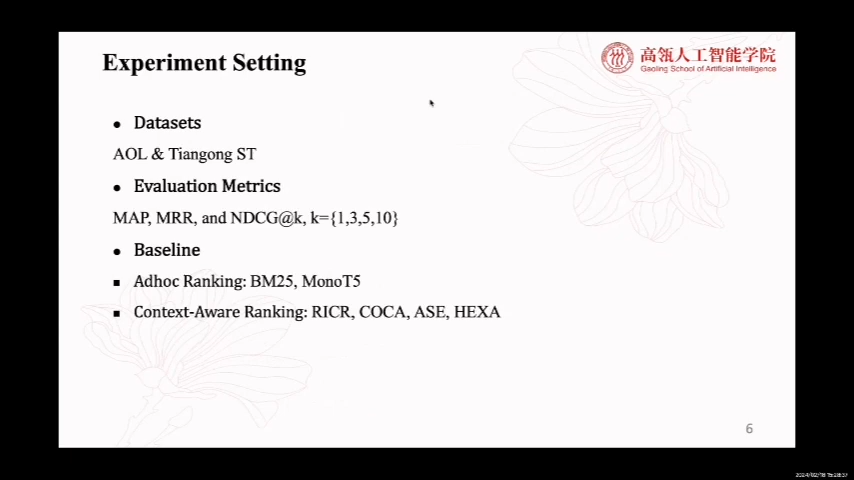 Experiment Setting
高瓴人工智能学院
Gaoling School of Artificial Intelligence
● Datasets
AOL & Tiangong ST
● Evaluation Metrics
MAP, MRR, and NDCG@k, k={1,3,5,10}
● Baseline
■ Adhoc Ranking: BM25, MonoT5
■ Context-Aware Ranking: RICR, COCA, ASE, HEXA
6